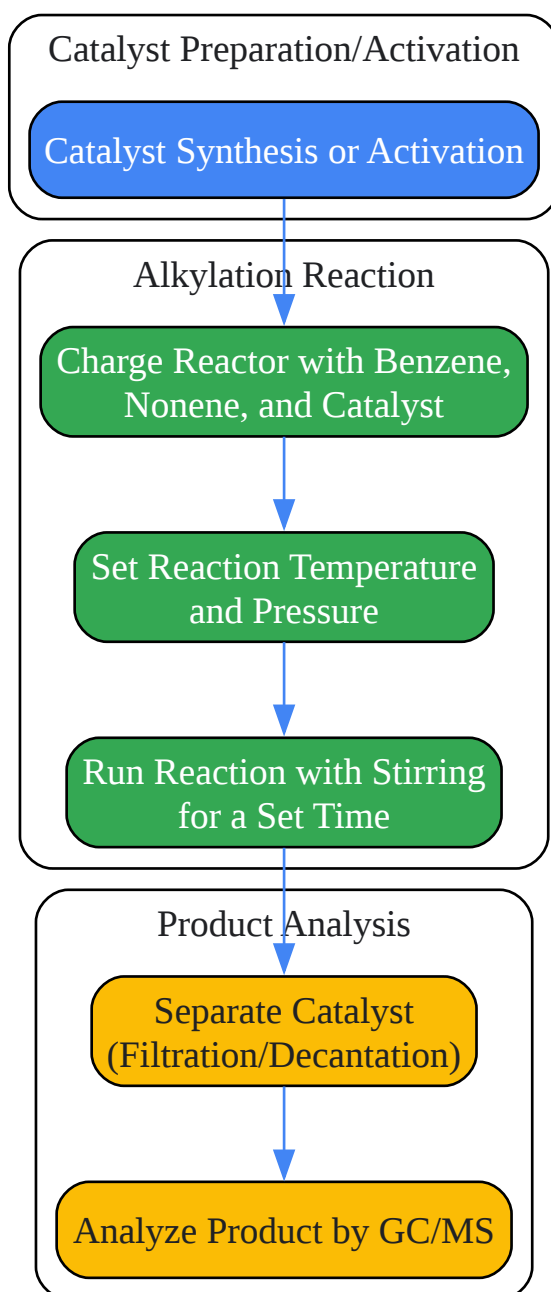 Catalyst Preparation/Activation
Catalyst Synthesis or Activation
Alkylation Reaction
Charge Reactor with Benzene,
Nonene, and Catalyst
Set Reaction Temperature
and Pressure
Run Reaction with Stirring
for a Set Time
Product Analysis
Separate Catalyst
(Filtration/Decantation)
Analyze Product by GC/MS